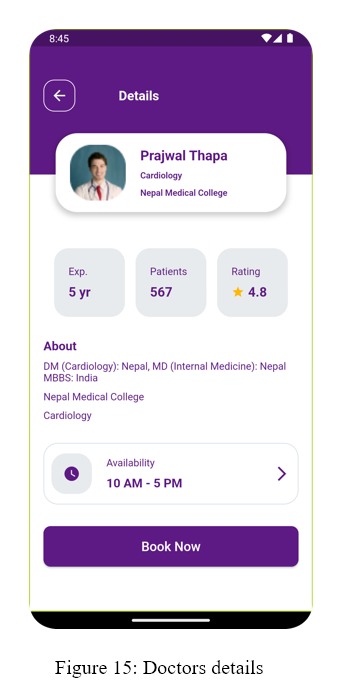 8:45
Details
Prajwal Thapa
Cardiology
Nepal Medical College
Exp.
5 yr
Patients
567
Rating
4.8
About
DM (Cardiology): Nepal, MD (Internal Medicine): Nepal
MBBS: India
Nepal Medical College
Cardiology
Availability
10 AM - 5 PM
Book Now
Figure 15: Doctors details